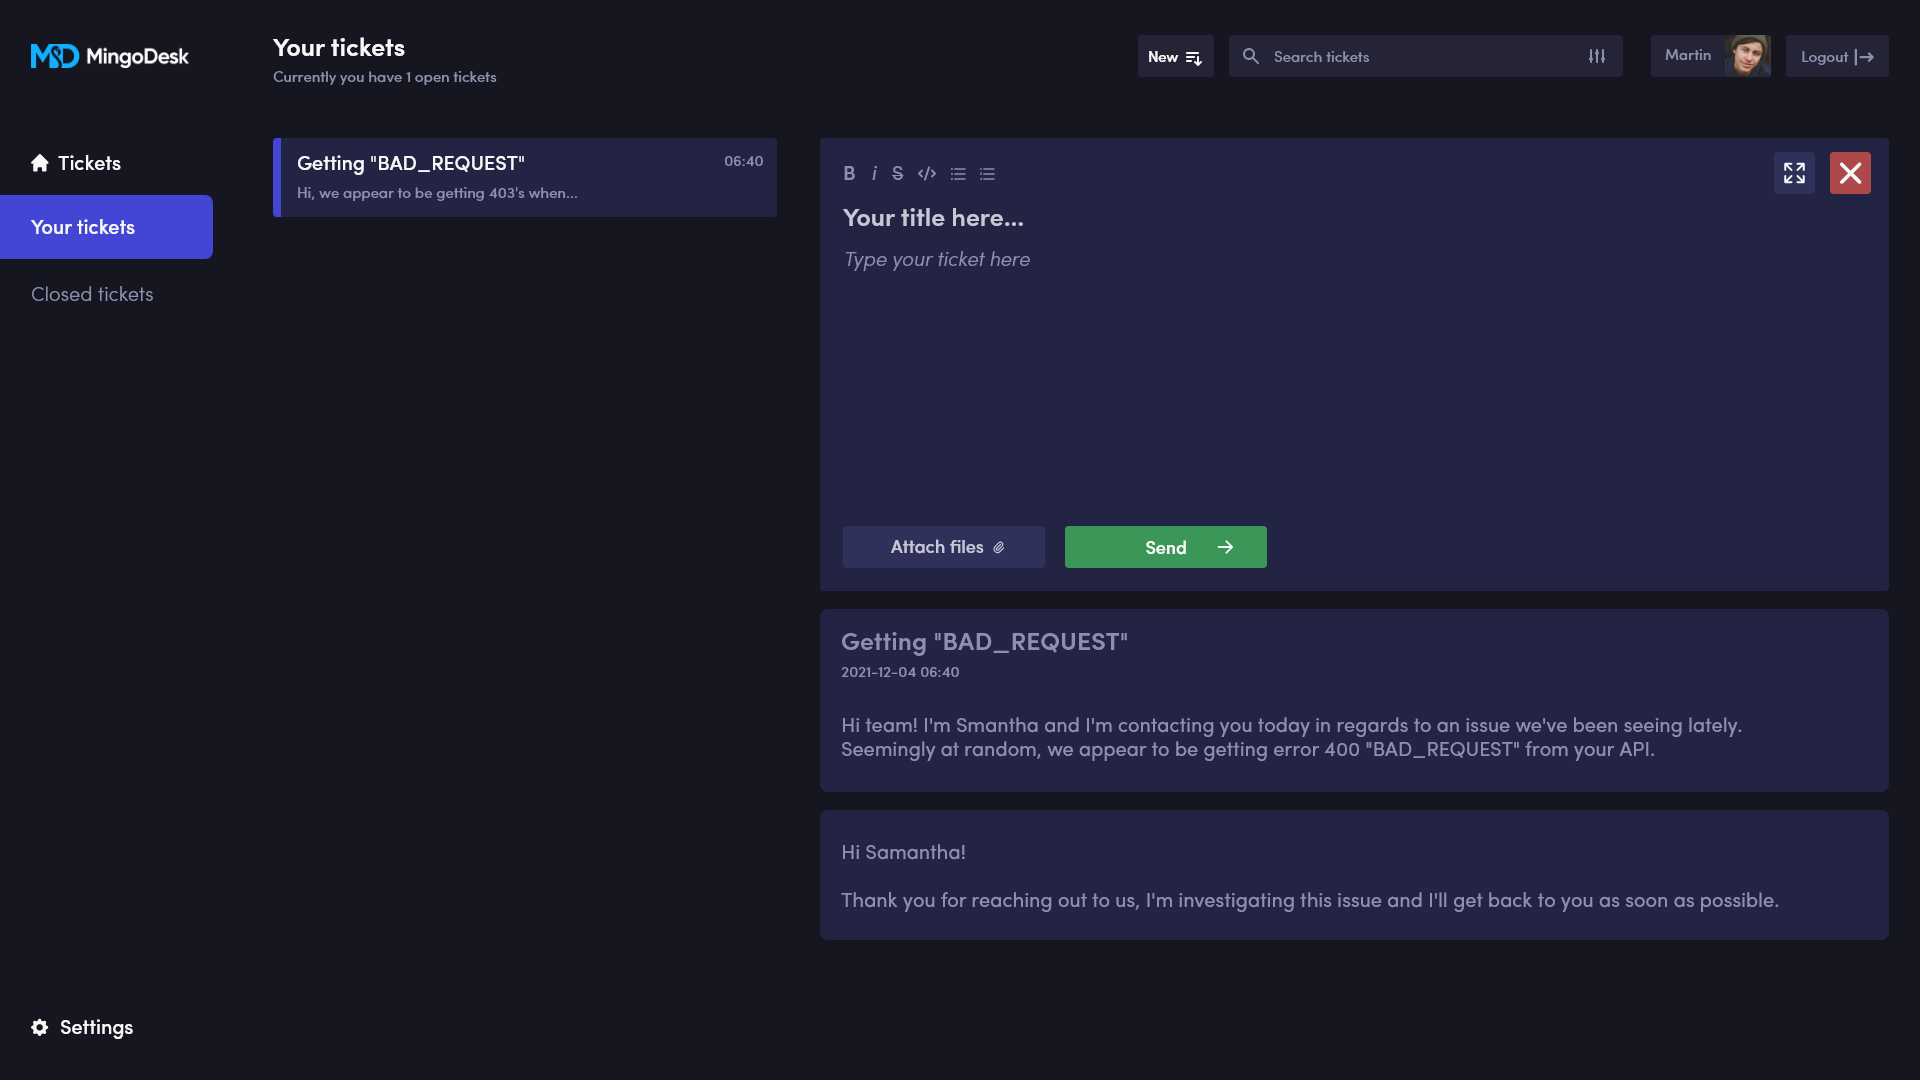 MD MingoDesk
Your tickets
Currently you have 1 open tickets
New
Search tickets
Martin
Logout
Tickets
Your tickets
Closed tickets
Settings
Getting "BAD_REQUEST"
06:40
Hi, we appear to be getting 403's when...
B i S </>
Your title here...
Type your ticket here
Attach files
Send
Getting "BAD_REQUEST"
2021-12-04 06:40
Hi team! I'm Smantha and I'm contacting you today in regards to an issue we've been seeing lately.
Seemingly at random, we appear to be getting error 400 "BAD_REQUEST" from your API.
Hi Samantha!
Thank you for reaching out to us, I'm investigating this issue and I'll get back to you as soon as possible.